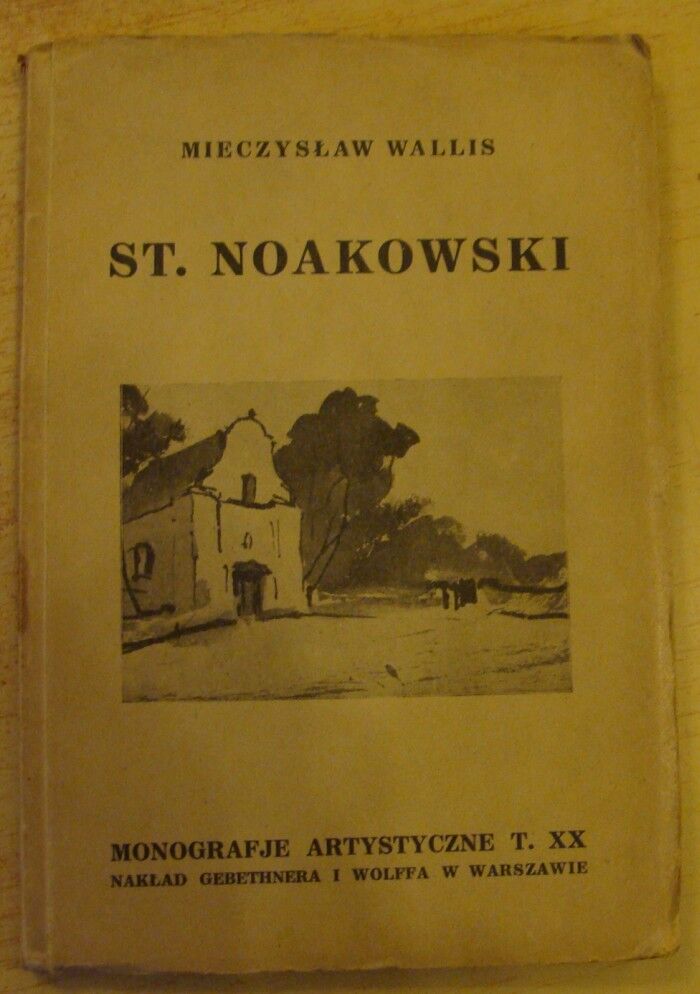 MIECZYSŁAW WALLIS
ST. NOAKOWSKI
MONOGRAFJE ARTYSTYCZNE T. XX
NAKŁAD GEBETHNERA I WOLFFA W WARSZAWIE